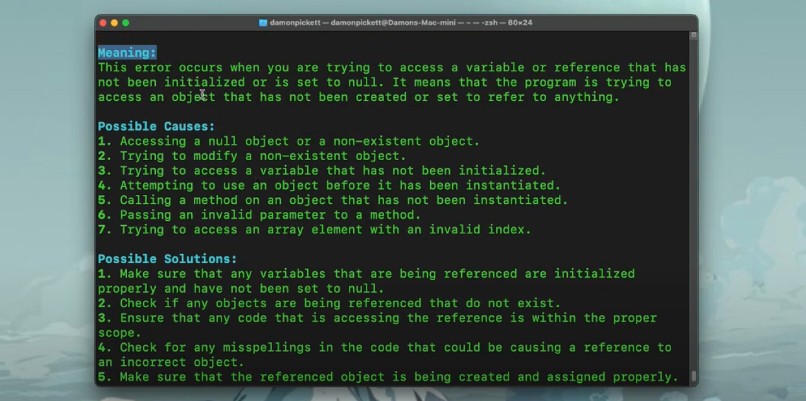 damonpickett — damonpickett@Damons-Mac-mini — ~ — -zsh — 80×24
Meaning:
This error occurs when you are trying to access a variable or reference that has
not been initialized or is set to null. It means that the program is trying to
access an object that has not been created or set to refer to anything.
Possible Causes:
1. Accessing a null object or a non-existent object.
2. Trying to modify a non-existent object.
3. Trying to access a variable that has not been initialized.
4. Attempting to use an object before it has been instantiated.
5. Calling a method on an object that has not been instantiated.
6. Passing an invalid parameter to a method.
7. Trying to access an array element with an invalid index.
Possible Solutions:
1. Make sure that any variables that are being referenced are initialized
properly and have not been set to null.
2. Check if any objects are being referenced that do not exist.
3. Ensure that any code that is accessing the reference is within the proper
scope.
4. Check for any misspellings in the code that could be causing a reference to
an incorrect object.
5. Make sure that the referenced object is being created and assigned properly.